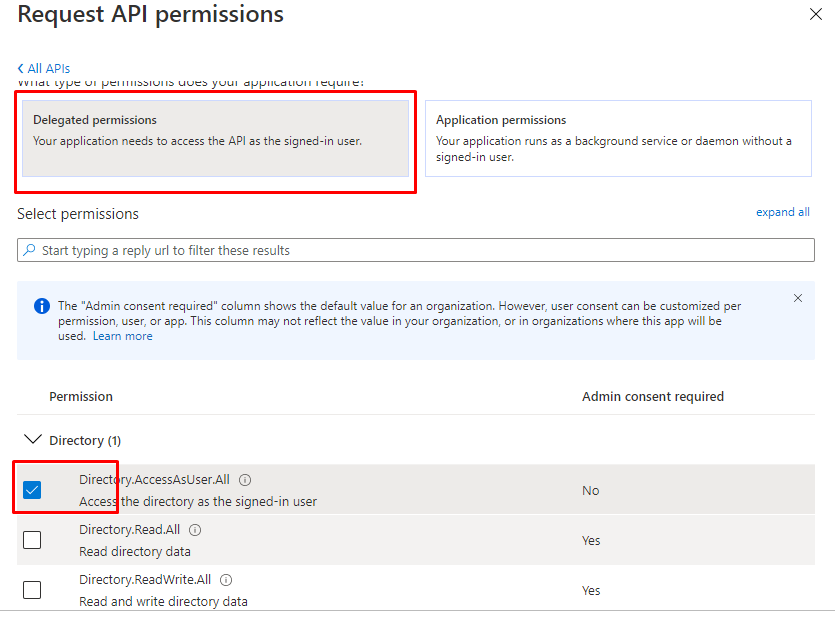 Request API permissions
All APIs
What type of permissions does your application require?
Delegated permissions
Your application needs to access the API as the signed-in user.
Application permissions
Your application runs as a background service or daemon without a
signed-in user.
Select permissions
expand all
Start typing a reply url to filter these results
The "Admin consent required" column shows the default value for an organization. However, user consent can be customized per
permission, user, or app. This column may not reflect the value in your organization, or in organizations where this app will be
used. Learn more
Permission Admin consent required
Directory (1)
Directory.AccessAsUser.All
Access the directory as the signed-in user
No
Directory.Read.All
Read directory data
Yes
Directory.ReadWrite.All
Read and write directory data
Yes